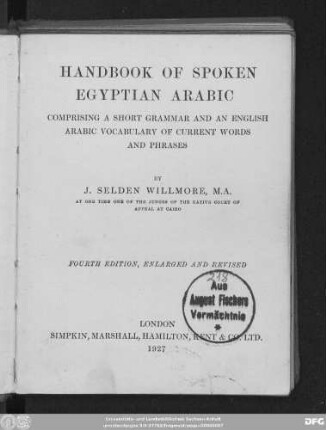 HANDBOOK OF SPOKEN
EGYPTIAN ARABIC
COMPRISING A SHORT GRAMMAR AND AN ENGLISH
ARABIC VOCABULARY OF CURRENT WORDS
AND PHRASES
BY
J. SELDEN WILLMORE, M.A.
AT ONE TIME ONE OF THE JUDGES OF THE NATIVE COURT OF
APPEAL AT CAIRO
FOURTH EDITION, ENLARGED AND REVISED
Aus
August Fischers
Vermächtnis
*
LONDON
SIMPKIN, MARSHALL, HAMILTON, KENT & CO. LTD.
1927
Universitäts- und Landesbibliothek Sachsen-Anhalt
DFG